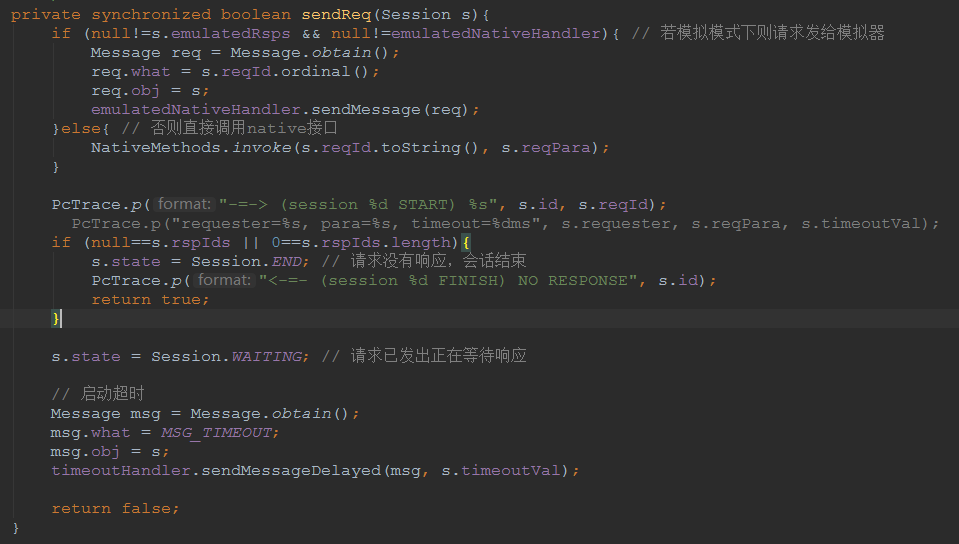 private synchronized boolean sendReq(Session s){
if (null!=s.emulatedRsps && null!=emulatedNativeHandler){ // 若模拟模式下则请求发给模拟器
Message req = Message.obtain();
req.what = s.reqId.ordinal();
req.obj = s;
emulatedNativeHandler.sendMessage(req);
}else{ // 否则直接调用native接口
NativeMethods.invoke(s.reqId.toString(), s.reqPara);
}
PcTrace.p( format: "-=-> (session %d START) %s", s.id, s.reqId);
PcTrace.p("requester=%s, para=%s, timeout=%dms", s.requester, s.reqPara, s.timeoutVal);
if (null==s.rspIds || 0==s.rspIds.length){
s.state = Session.END; // 请求没有响应, 会话结束
PcTrace.p( format: "<-=- (session %d FINISH) NO RESPONSE", s.id);
return true;
}
s.state = Session.WAITING; // 请求已发出正在等待响应
// 启动超时
Message msg = Message.obtain();
msg.what = MSG_TIMEOUT;
msg.obj = s;
timeoutHandler.sendMessageDelayed(msg, s.timeoutVal);
return false;
}